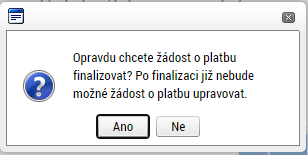 Opravdu chcete žádost o platbu
finalizovat? Po finalizaci již nebude
možné žádost o platbu upravovat.
Ano
Ne